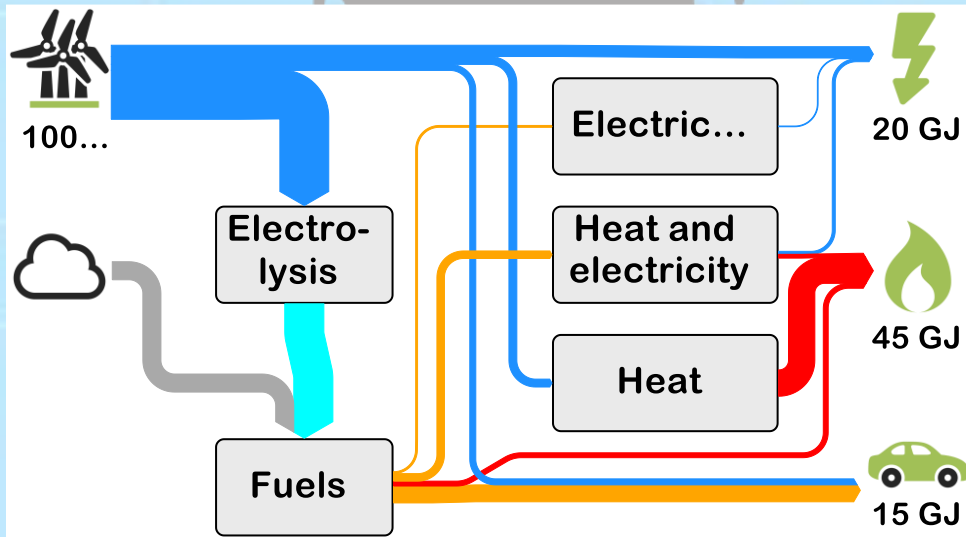 100...
Electric...
20 GJ
Electro-
lysis
Heat and
electricity
45 GJ
Heat
Fuels
15 GJ